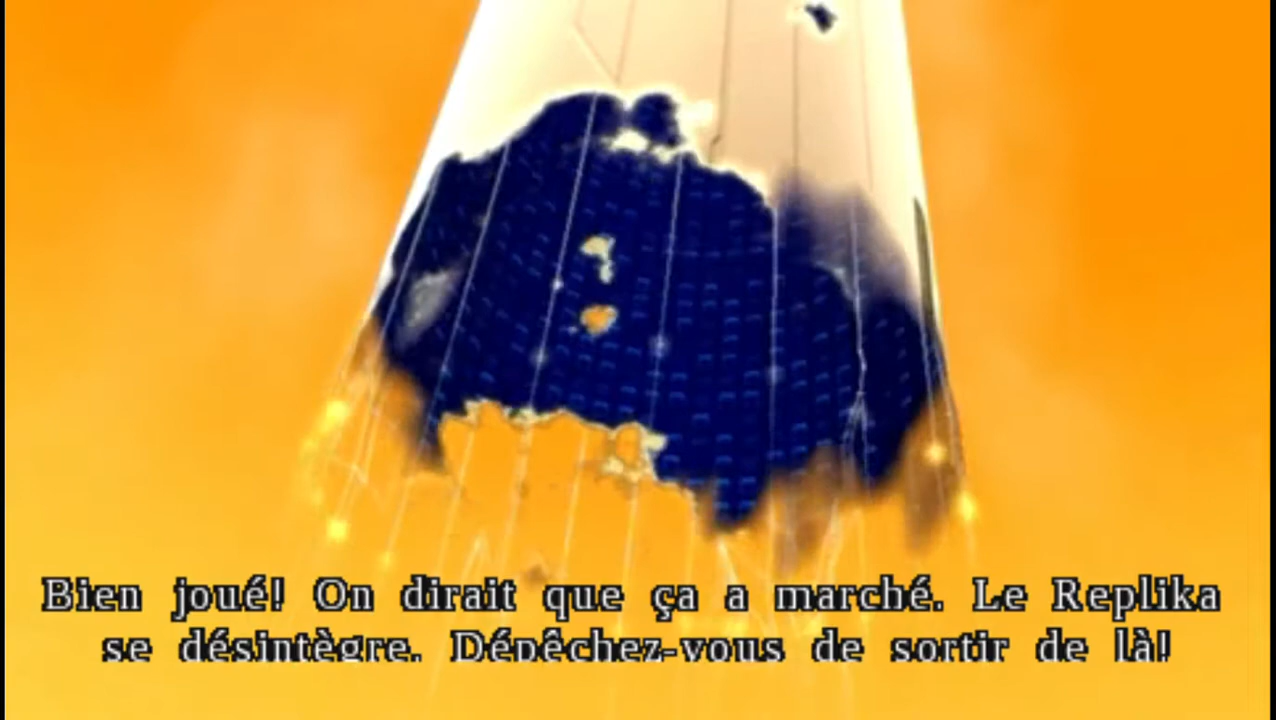 Bien joué! On dirait que ça a marché. Le Replika
se désintègre. Dépêchez-vous de sortir de là!